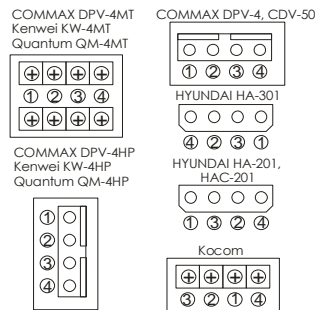 COMMAX DPV-4MT
Kenwei KW-4MT
Quantum QM-4MT
① ② ③ ④
COMMAX DPV-4HP
Kenwei KW-4HP
Quantum QM-4HP
①
②
③
④
COMMAX DPV-4, CDV-50
① ② ③ ④
HYUNDAI HA-301
④ ② ③ ①
HYUNDAI HA-201,
HAC-201
① ③ ② ④
Kocom
③ ② ① ④